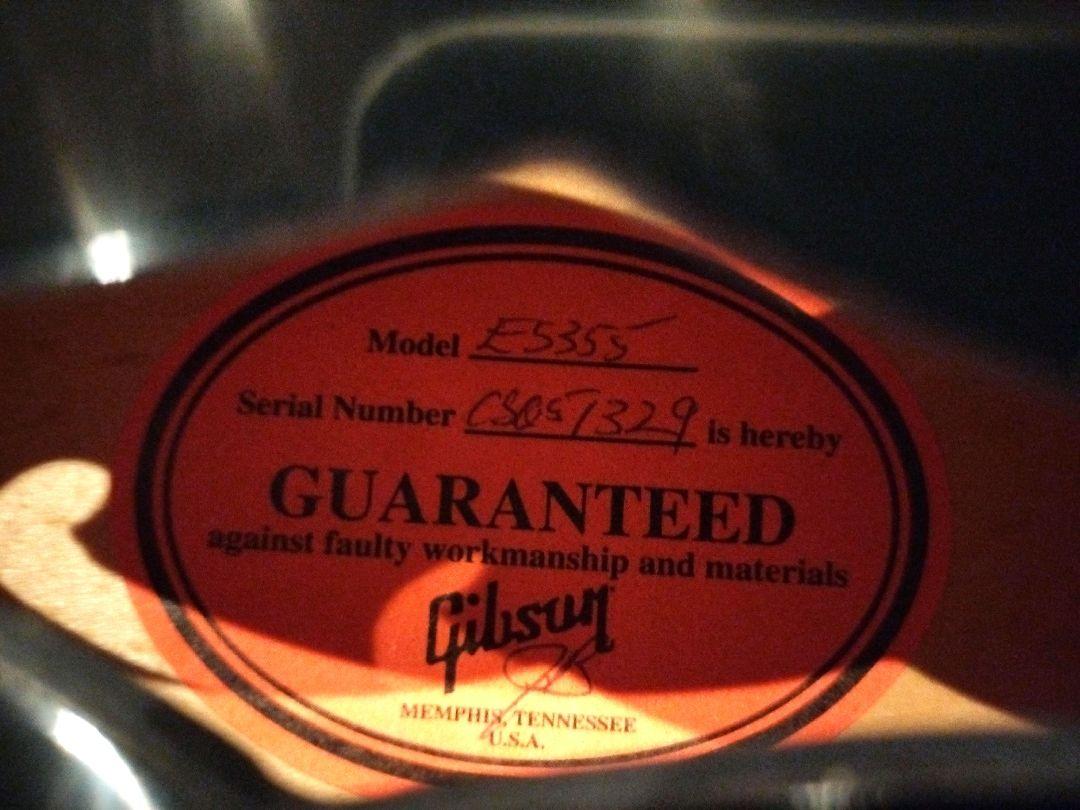 Model ES355
Serial Number CS057329 is hereby
GUARANTEED
against faulty workmanship and materials
Gibson
MEMPHIS, TENNESSEE
U.S.A.